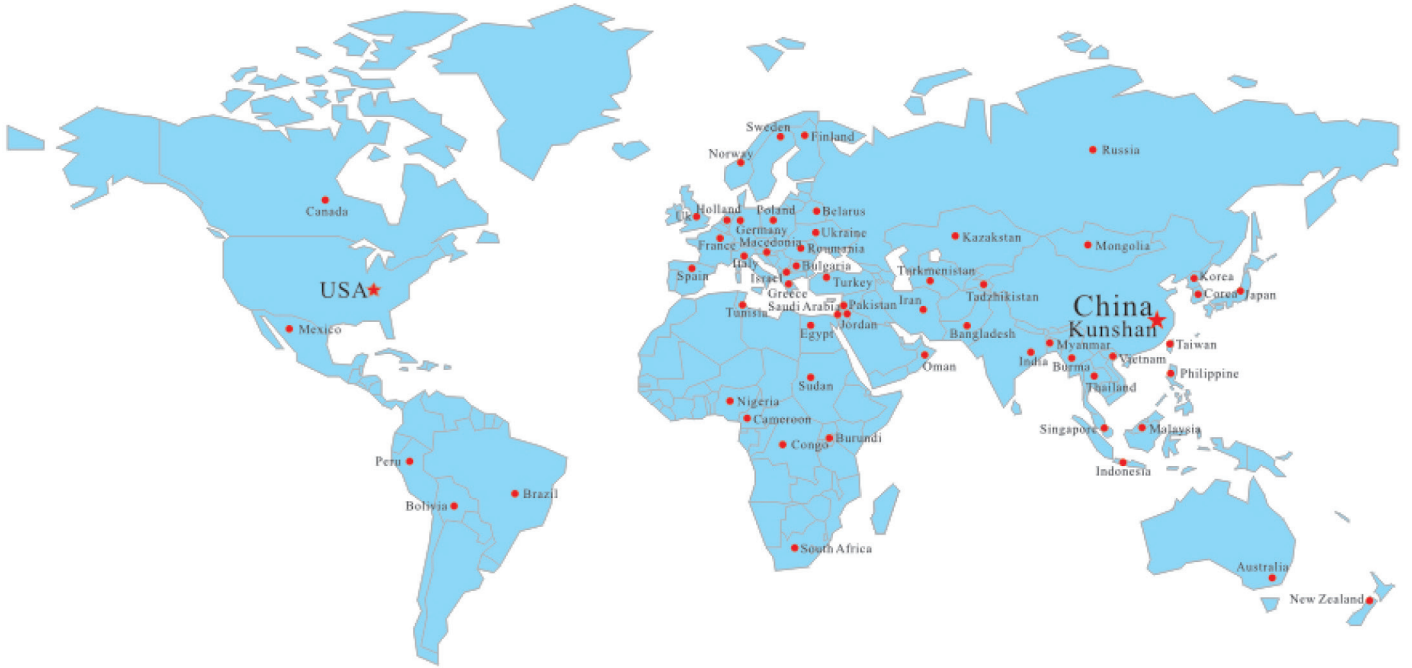 Sweden
Finland
Norway
Russia
Canada
Uk
Holland
Poland
Belarus
Germany
Ukraine
France
Macedonia
Roumania
Kazakstan
Mongolia
Italy
Bulgaria
Spain
Israel
Turkey
Turkmenistan
Korea
USA
Greece
Tadzhikistan
Corea
Japan
Tunisia
Saudi Arabia
Pakistan
Iran
China
Mexico
Egypt
Jordan
Bangladesh
Kunshan
Myanmar
Taiwan
India
Vietnam
Oman
Burma
Sudan
Thailand
Philippine
Nigeria
Cameroon
Singapore
Malaysia
Congo
Burundi
Peru
Indonesia
Brazil
Bolivia
South Africa
Australia
New Zealand